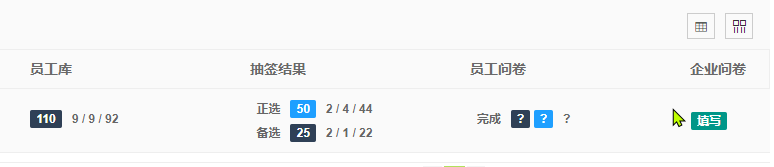 员工库 抽签结果 员工问卷 企业问卷
正选 50 2 / 4 / 44
110 9 / 9 / 92 完成 ? ? ? 填写
备选 25 2 / 1 / 22